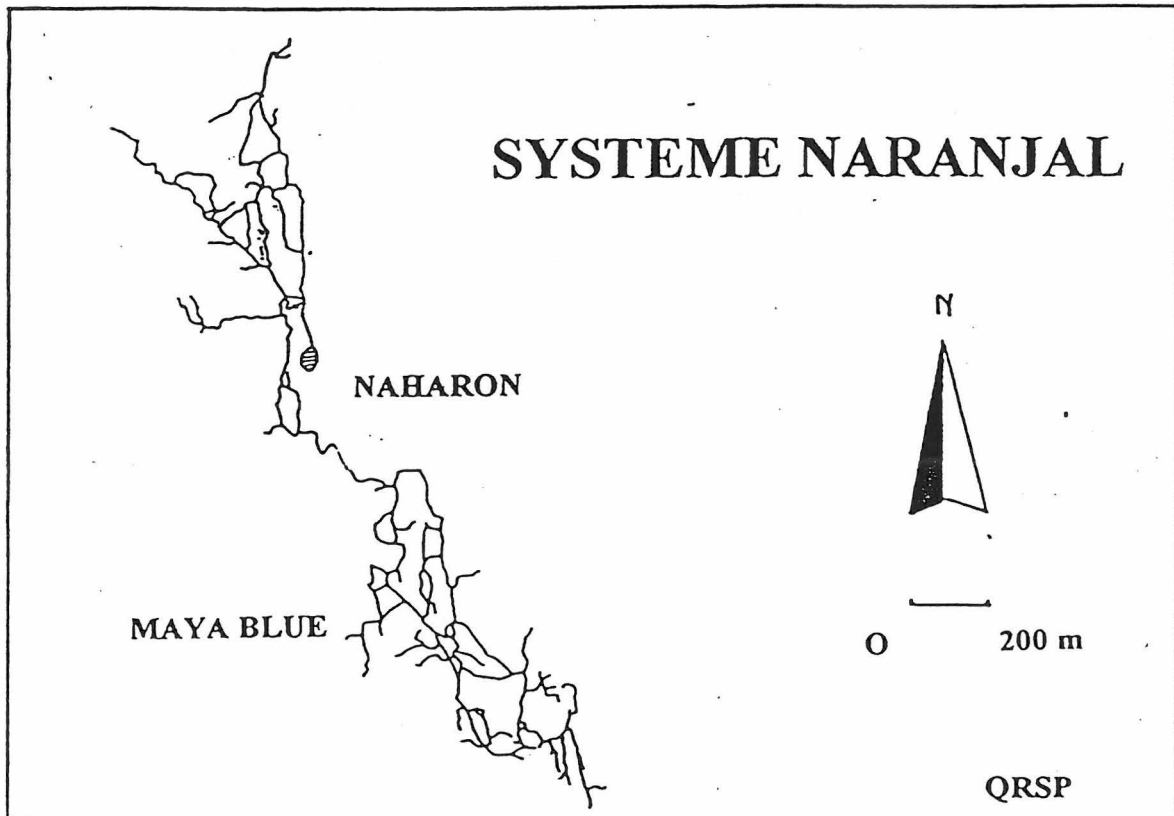 SYSTEME NARANJAL
N
NAHARON
MAYA BLUE
O 200 m
QRSP